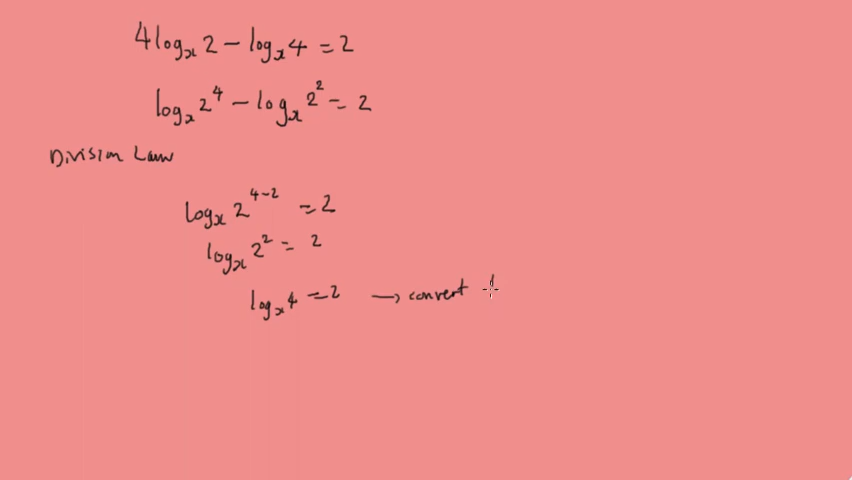 4logₓ2 − logₓ4 = 2
logₓ2⁴ − logₓ2² = 2
Division Law
logₓ2⁴⁻² = 2
logₓ2² = 2
logₓ4 = 2 → convert